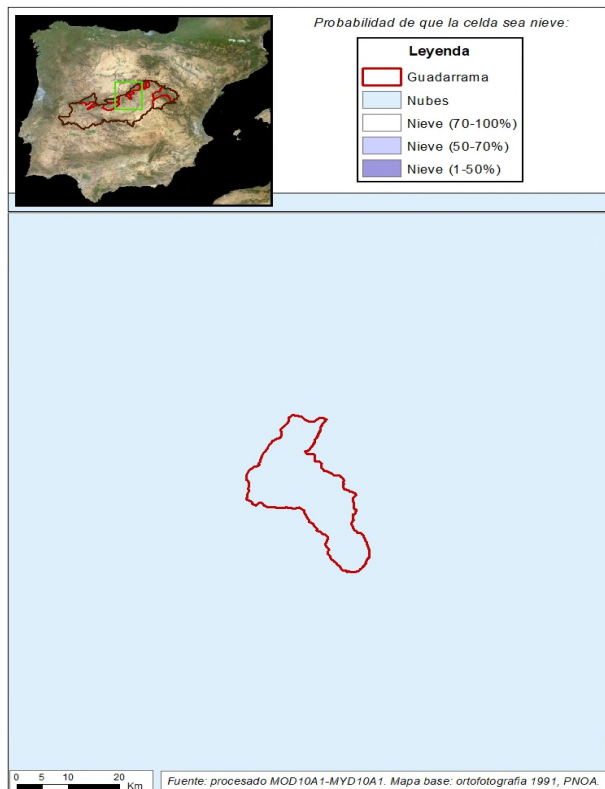 Probabilidad de que la celda sea nieve:
Leyenda
Guadarrama
Nubes
Nieve (70-100%)
Nieve (50-70%)
Nieve (1-50%)
0 5 10 20
Km
Fuente: procesado MOD10A1-MYD10A1. Mapa base: ortofotografia 1991, PNOA.